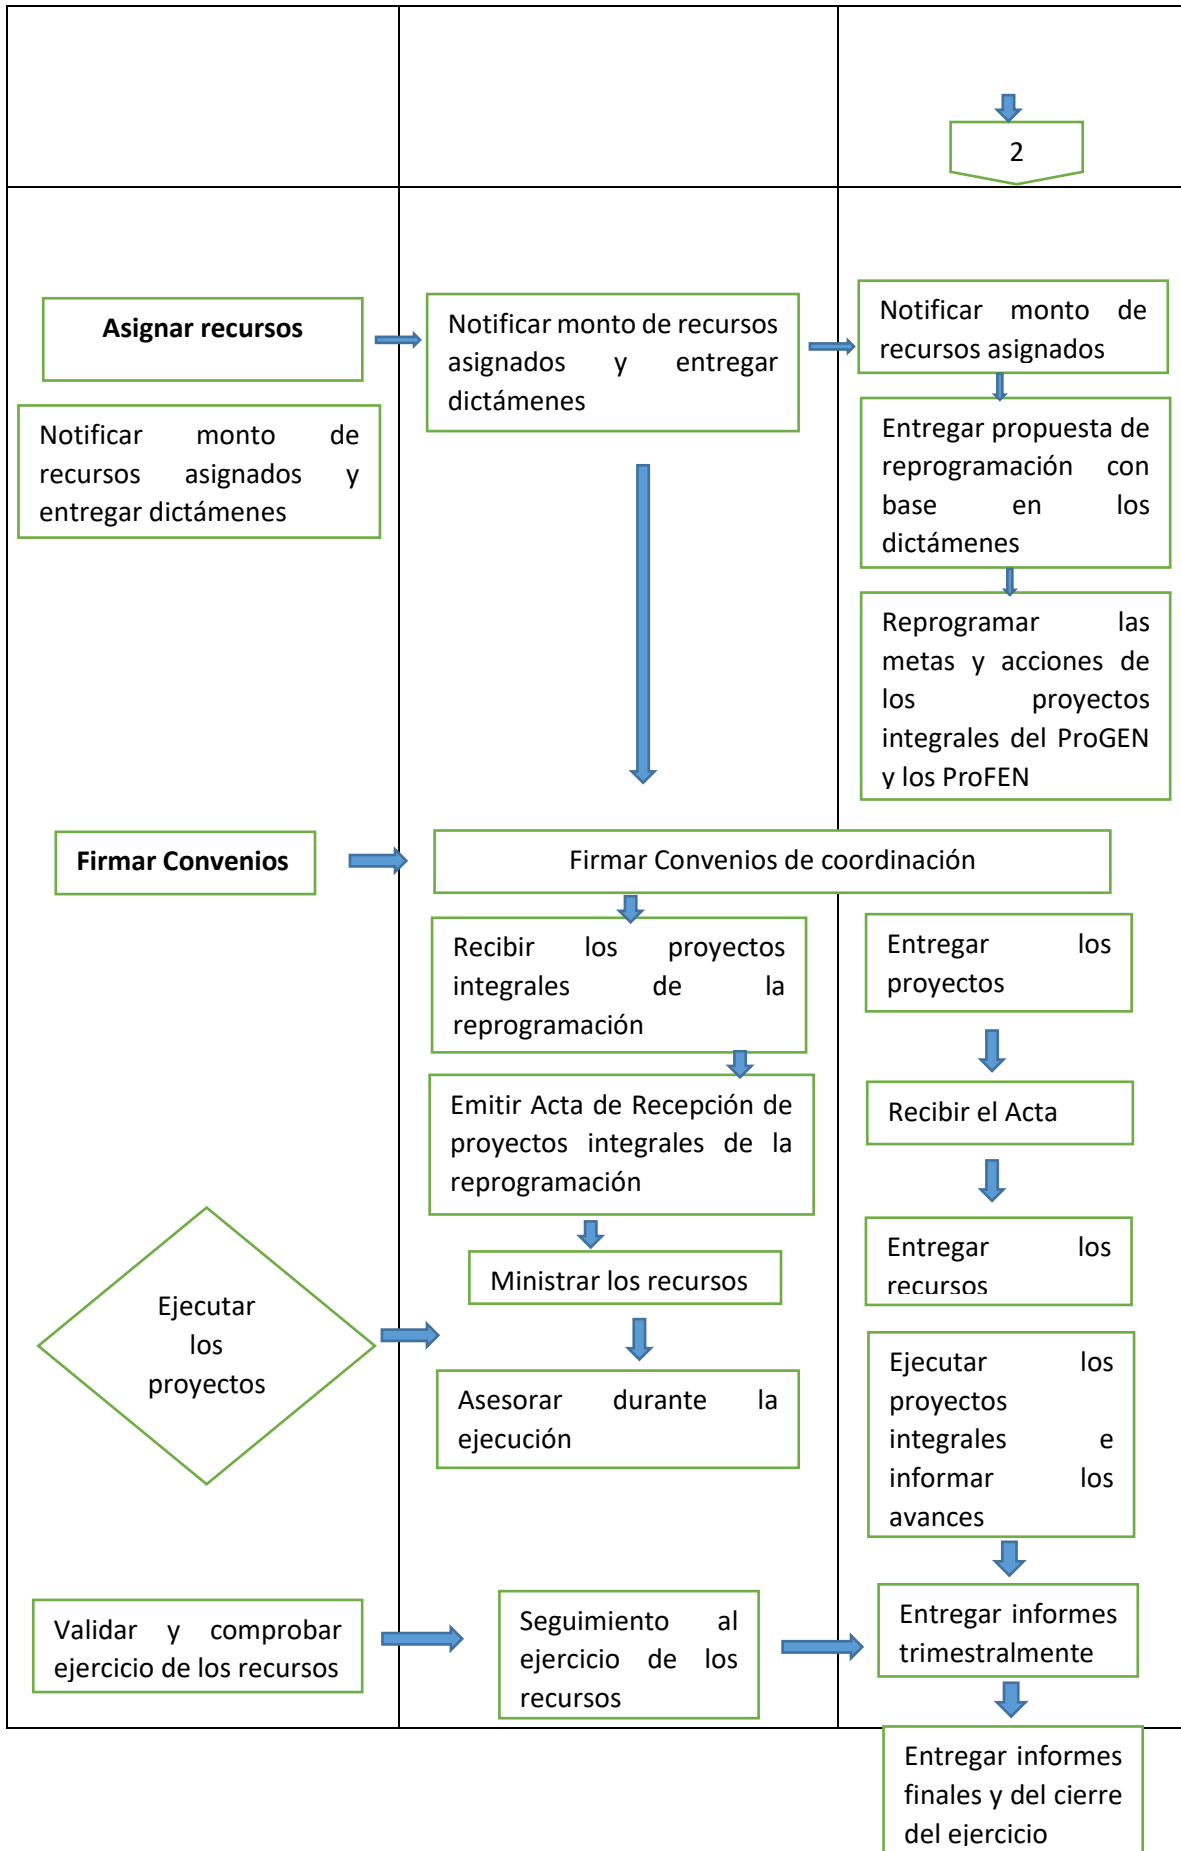 2
Asignar recursos
Notificar monto de
recursos asignados y
entregar dictámenes
Notificar monto de recursos
asignados y entregar
dictámenes
Notificar monto de
recursos asignados
Entregar propuesta de
reprogramación con
base en los
dictámenes
Reprogramar las
metas y acciones de
los proyectos
integrales del ProGEN
y los ProFEN
Firmar Convenios
Firmar Convenios de coordinación
Recibir los proyectos
integrales de la
reprogramación
Entregar los
proyectos
Emitir Acta de Recepción de
proyectos integrales de la
reprogramación
Recibir el Acta
Ministrar los recursos
Entregar los
recursos
Ejecutar
los
proyectos
Asesorar durante la
ejecución
Ejecutar los
proyectos
integrales e
informar los
avances
Validar y comprobar
ejercicio de los recursos
Seguimiento al
ejercicio de los
recursos
Entregar informes
trimestralmente
Entregar informes
finales y del cierre
del ejercicio